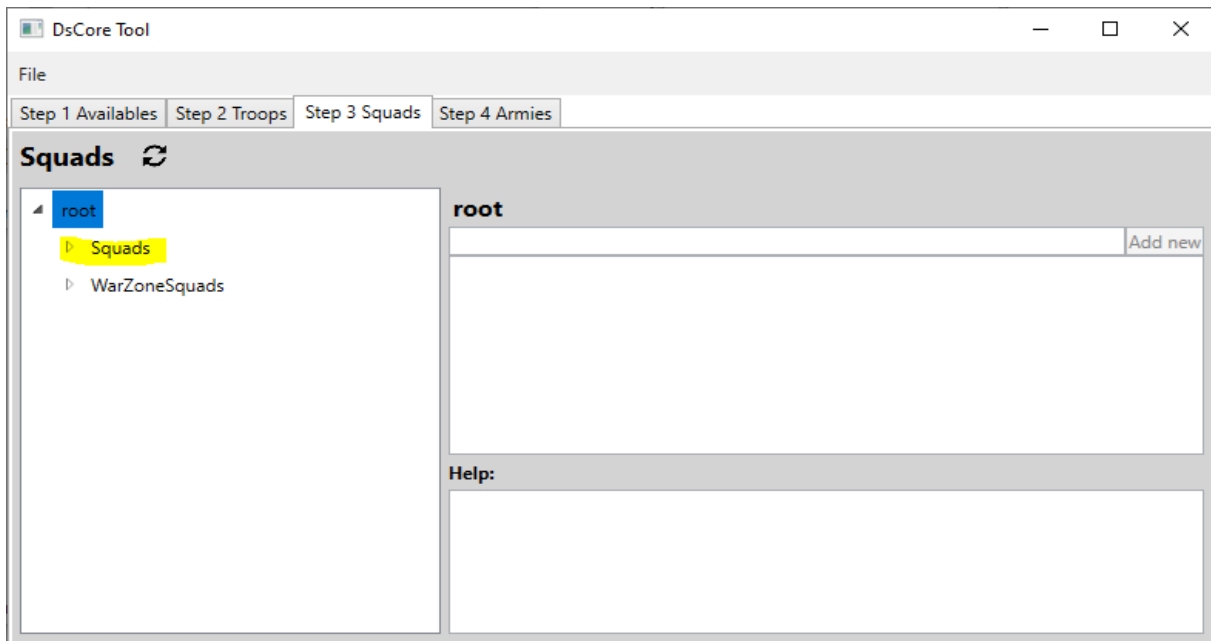 DsCore Tool
File
Step 1 Availables Step 2 Troops Step 3 Squads Step 4 Armies
Squads
root
Squads
WarZoneSquads
root
Add new
Help: